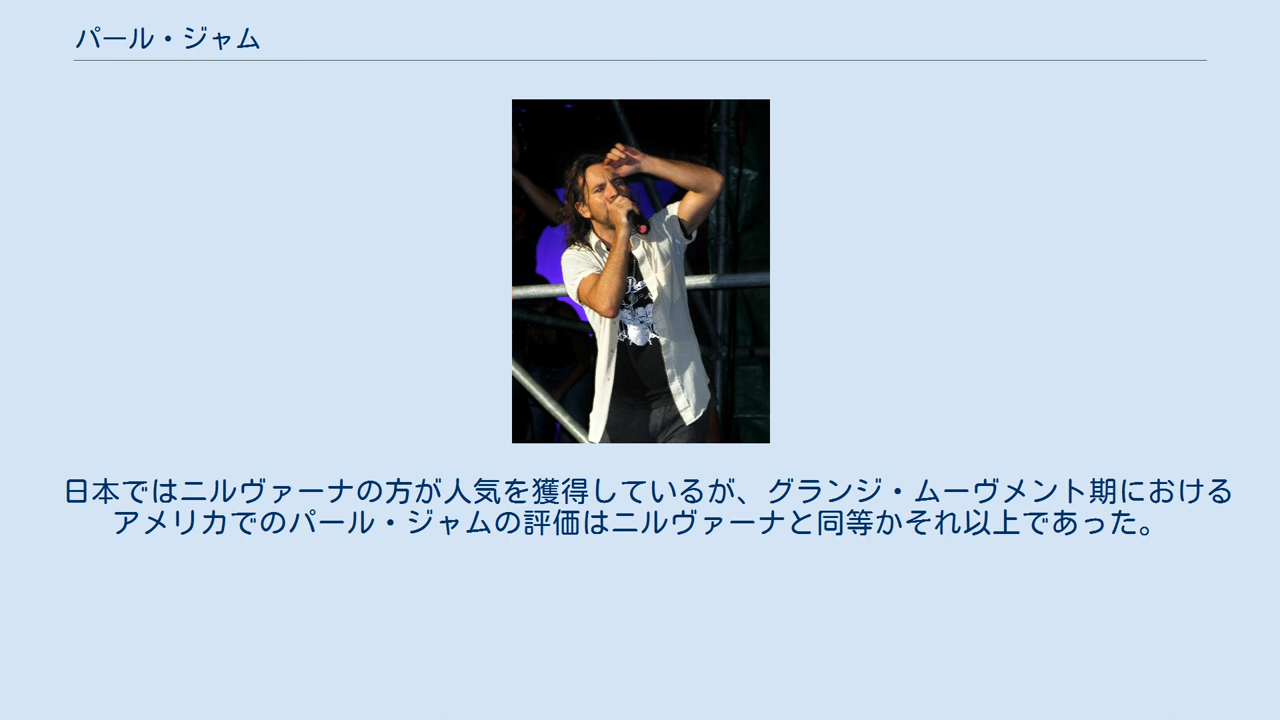 パール・ジャム
日本ではニルヴァーナの方が人気を獲得しているが、グランジ・ムーヴメント期における
アメリカでのパール・ジャムの評価はニルヴァーナと同等かそれ以上であった。